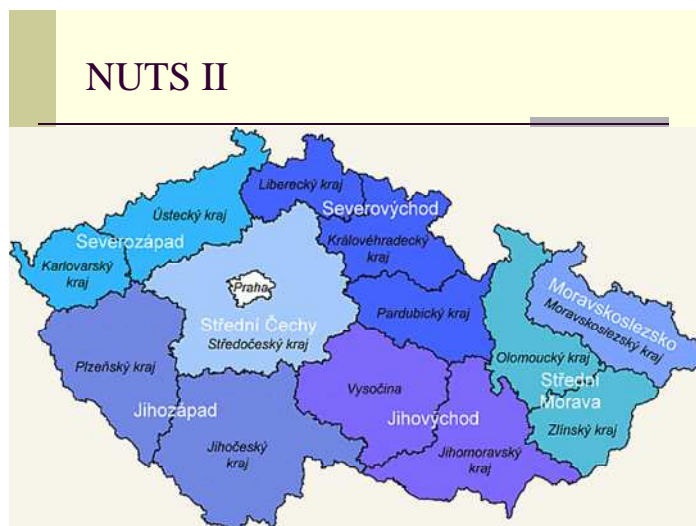 NUTS II
Liberecký kraj
Ústecký kraj
Severovýchod
Severozápad
Královéhradecký
kraj
Karlovarský
kraj
Praha
Střední Čechy
Středočeský kraj
Pardubický kraj
Moravskoslezsko
Moravskoslezský kraj
Plzeňský kraj
Vysočina
Olomoucký kraj
Střední
Morava
Jihozápad
Jihovýchod
Zlínský kraj
Jihočeský
kraj
Jihomoravský
kraj